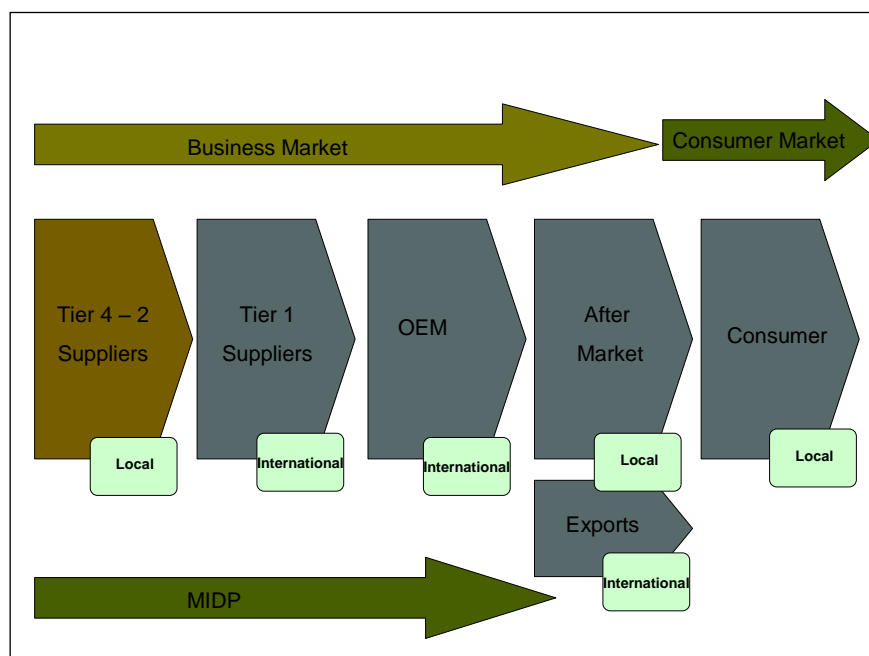 Business Market
Consumer Market
Tier 4 – 2
Suppliers
Tier 1
Suppliers
OEM
After
Market
Consumer
Local
International
International
Local
Local
Exports
International
MIDP